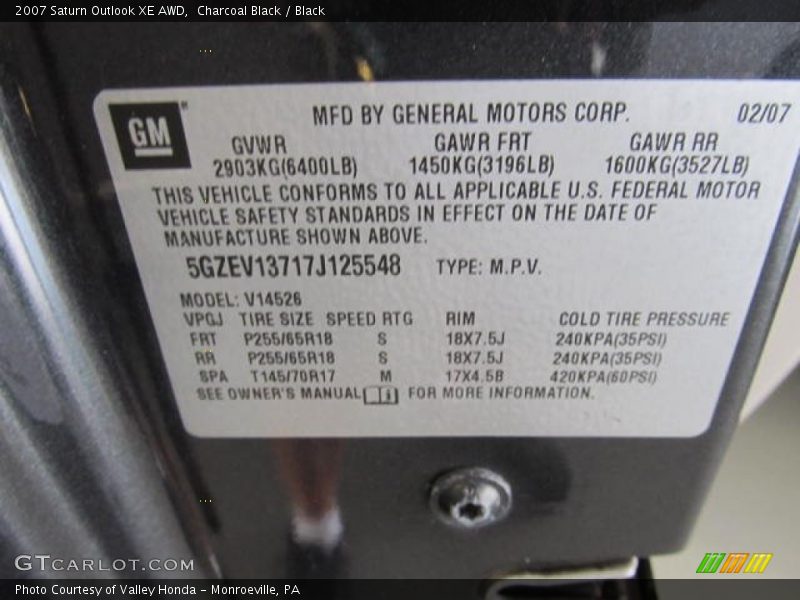 2007 Saturn Outlook XE AWD,  Charcoal Black / Black
GM
MFD BY GENERAL MOTORS CORP. 02/07
GVWR GAWR FRT GAWR RR
2903KG(6400LB) 1450KG(3196LB) 1600KG(3527LB)
THIS VEHICLE CONFORMS TO ALL APPLICABLE U.S. FEDERAL MOTOR
VEHICLE SAFETY STANDARDS IN EFFECT ON THE DATE OF
MANUFACTURE SHOWN ABOVE.
5GZEV13717J125548 TYPE: M.P.V.
MODEL: V14526
VPGJ TIRE SIZE SPEED RTG RIM COLD TIRE PRESSURE
FRT P255/65R18 S 18X7.5J 240KPA(35PSI)
RR P255/65R18 S 18X7.5J 240KPA(35PSI)
SPA T145/70R17 M 17X4.5B 420KPA(60PSI)
SEE OWNER'S MANUAL FOR MORE INFORMATION.
GTCARLOT.COM
Photo Courtesy of Valley Honda - Monroeville, PA